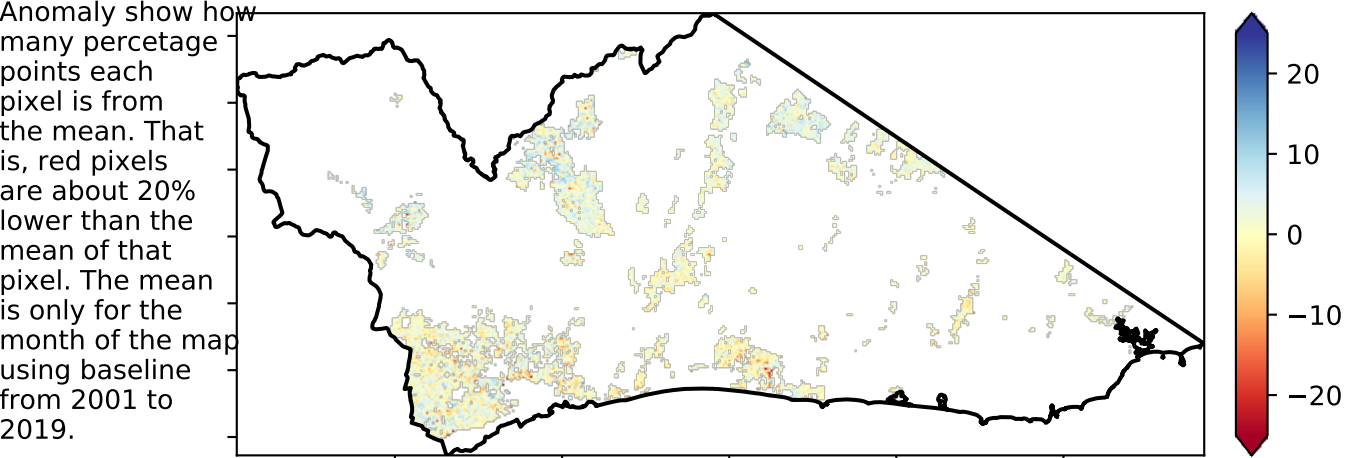 Anomaly show how
many percetage
points each
pixel is from
the mean. That
is, red pixels
are about 20%
lower than the
mean of that
pixel. The mean
is only for the
month of the map
using baseline
from 2001 to
2019.
20
10
0
−10
−20